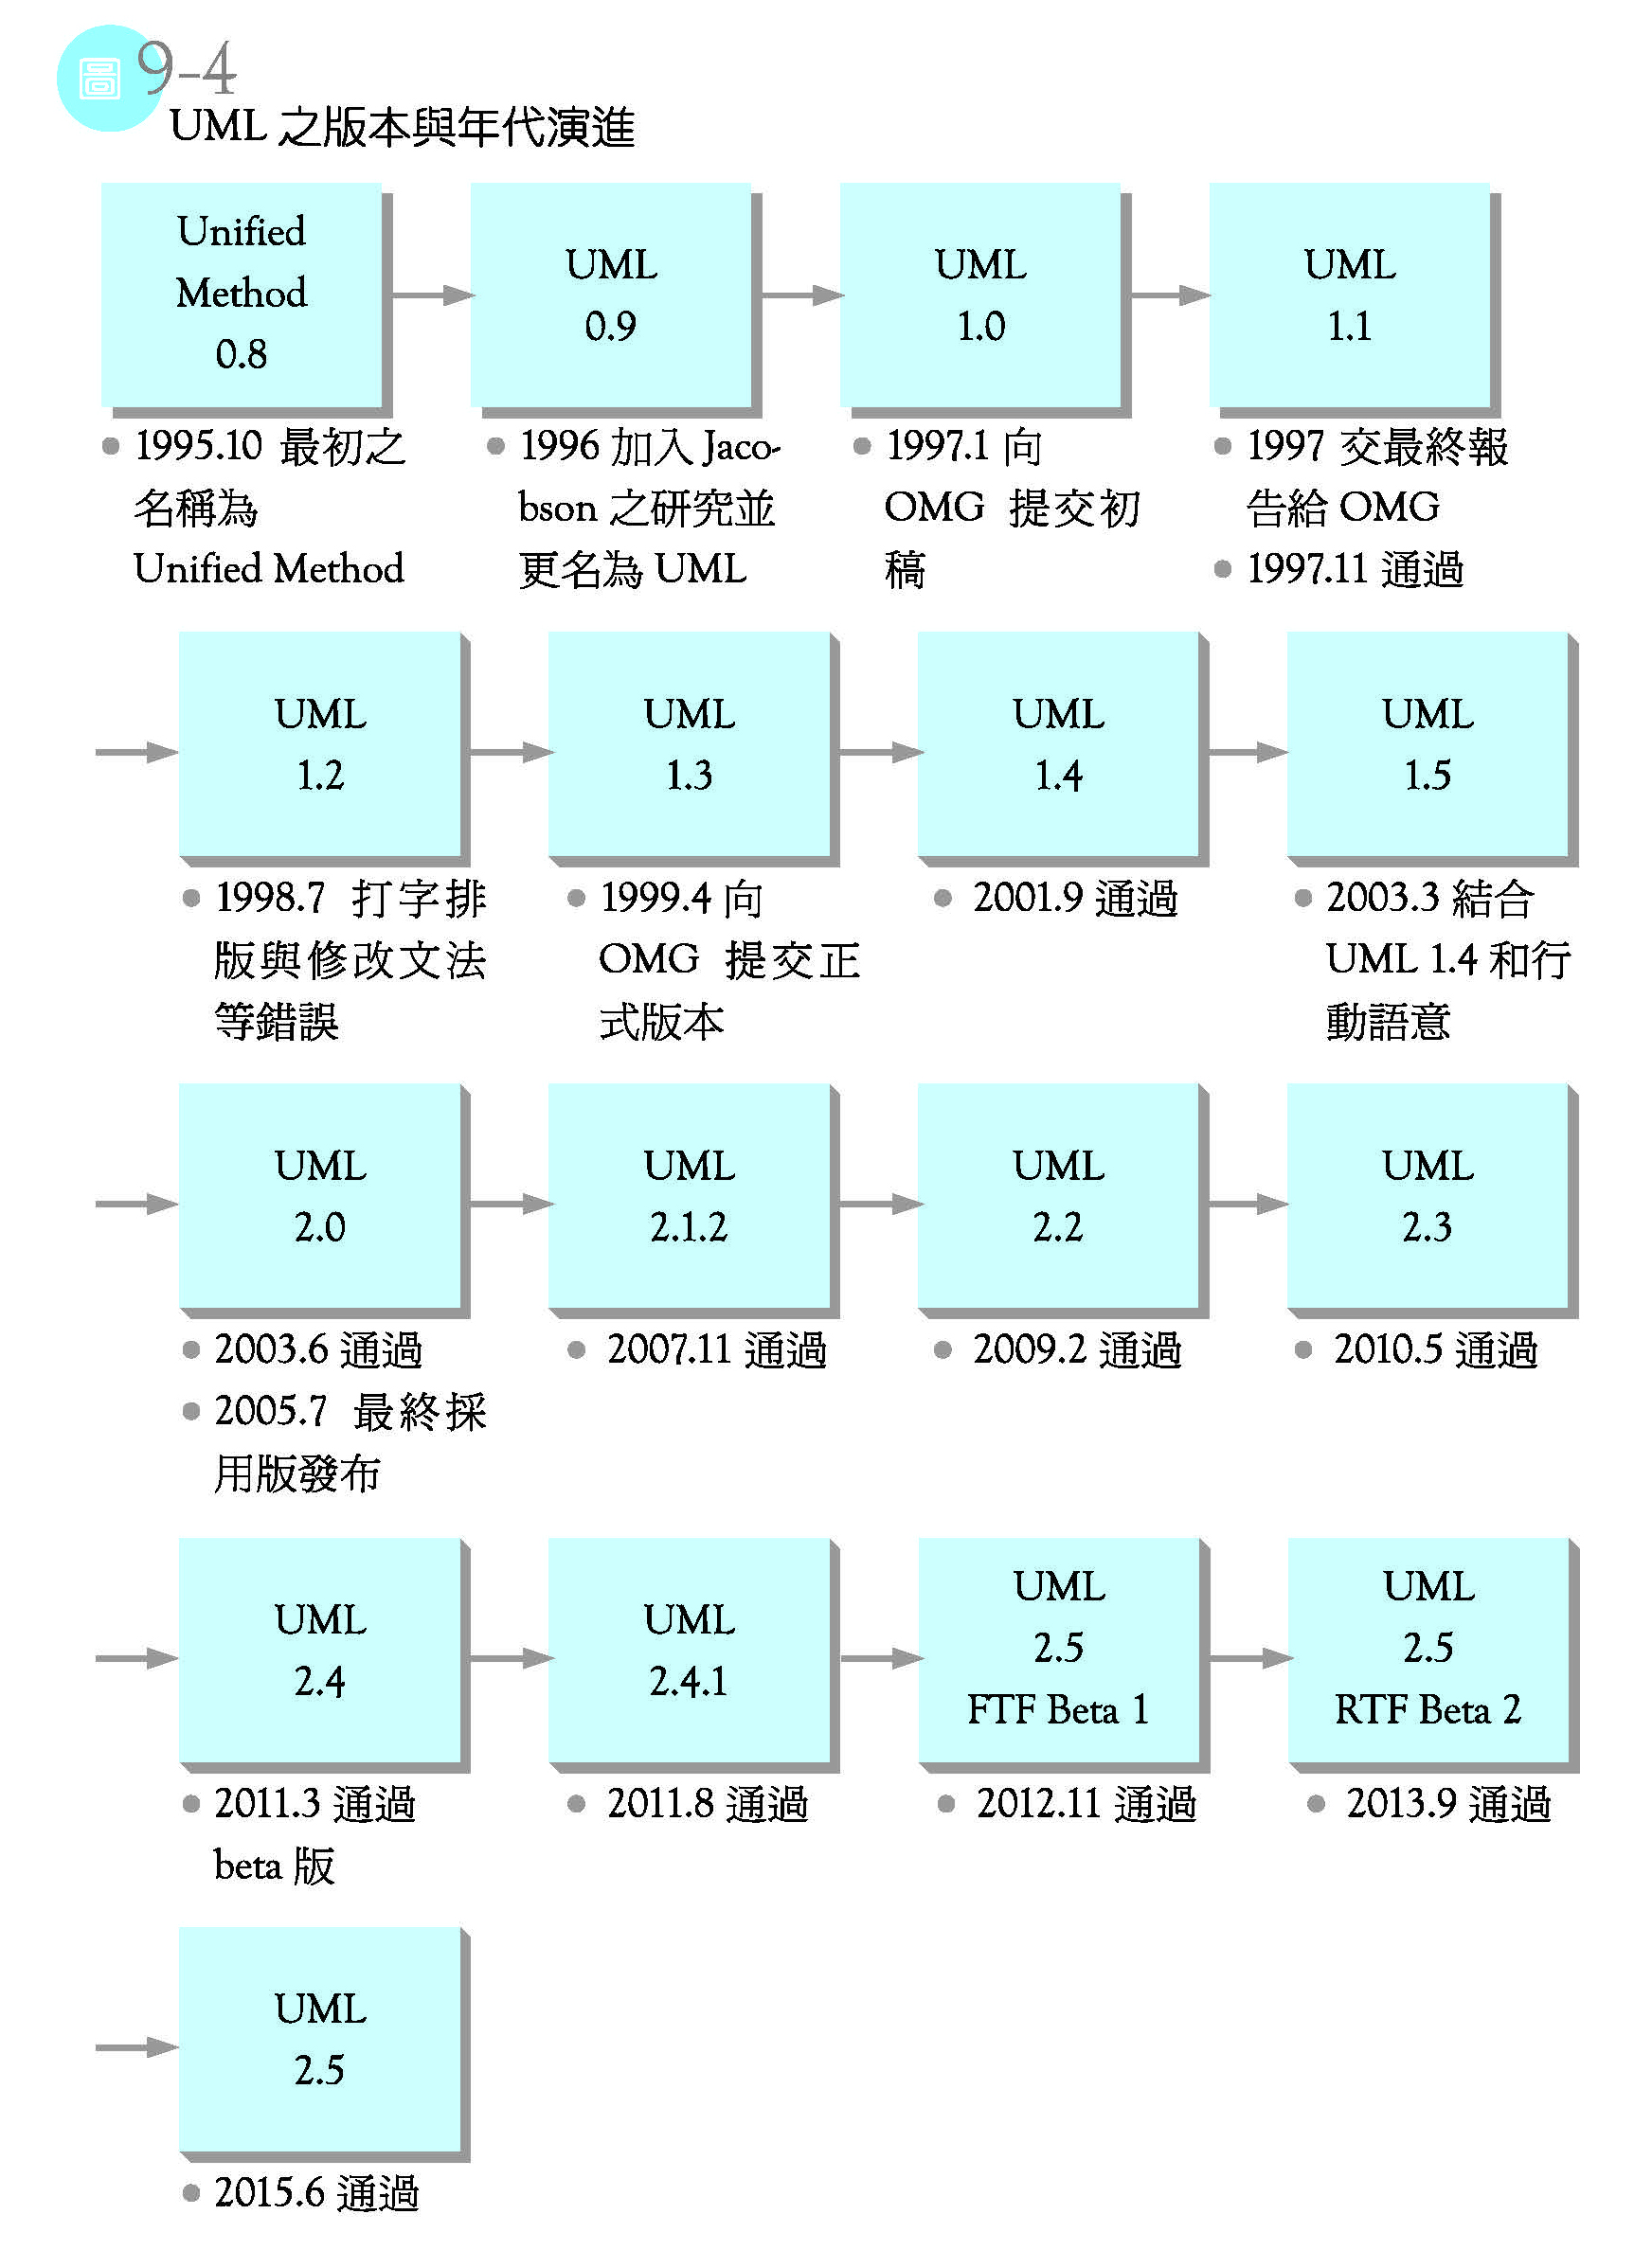 圖 9-4
UML 之版本與年代演進
Unified
Method
0.8
UML
0.9
UML
1.0
UML
1.1
● 1995.10 最初之
名稱為
Unified Method
● 1996 加入 Jaco-
bson 之研究並
更名為 UML
● 1997.1 向
OMG 提交初
稿
● 1997 交最終報
告給 OMG
● 1997.11 通過
UML
1.2
UML
1.3
UML
1.4
UML
1.5
● 1998.7 打字排
版與修改文法
等錯誤
● 1999.4 向
OMG 提交正
式版本
● 2001.9 通過
● 2003.3 結合
UML 1.4 和行
動語意
UML
2.0
UML
2.1.2
UML
2.2
UML
2.3
● 2003.6 通過
● 2005.7 最終採
用版發布
● 2007.11 通過
● 2009.2 通過
● 2010.5 通過
UML
2.4
UML
2.4.1
UML
2.5
FTF Beta 1
UML
2.5
RTF Beta 2
● 2011.3 通過
beta 版
● 2011.8 通過
● 2012.11 通過
● 2013.9 通過
UML
2.5
● 2015.6 通過